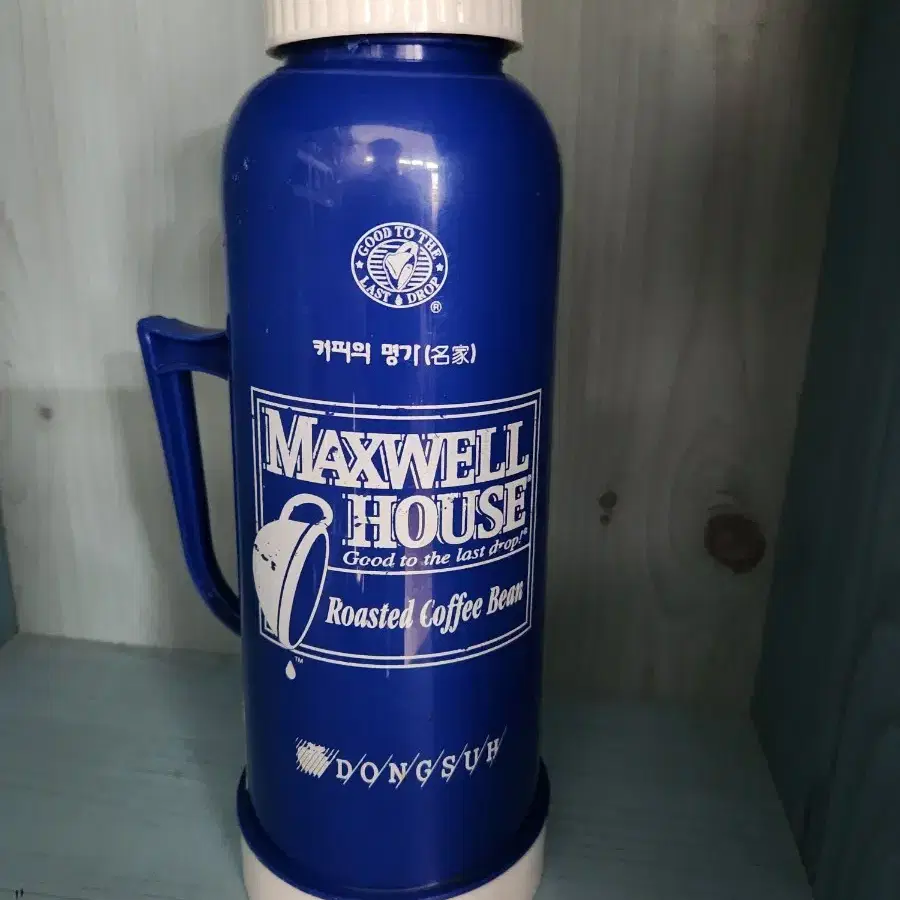 GOOD TO THE
LAST DROP
®
커피의 명가(名家)
MAXWELL
HOUSE®
Good to the last drop!®
Roasted Coffee Bean
™
DONGSUH